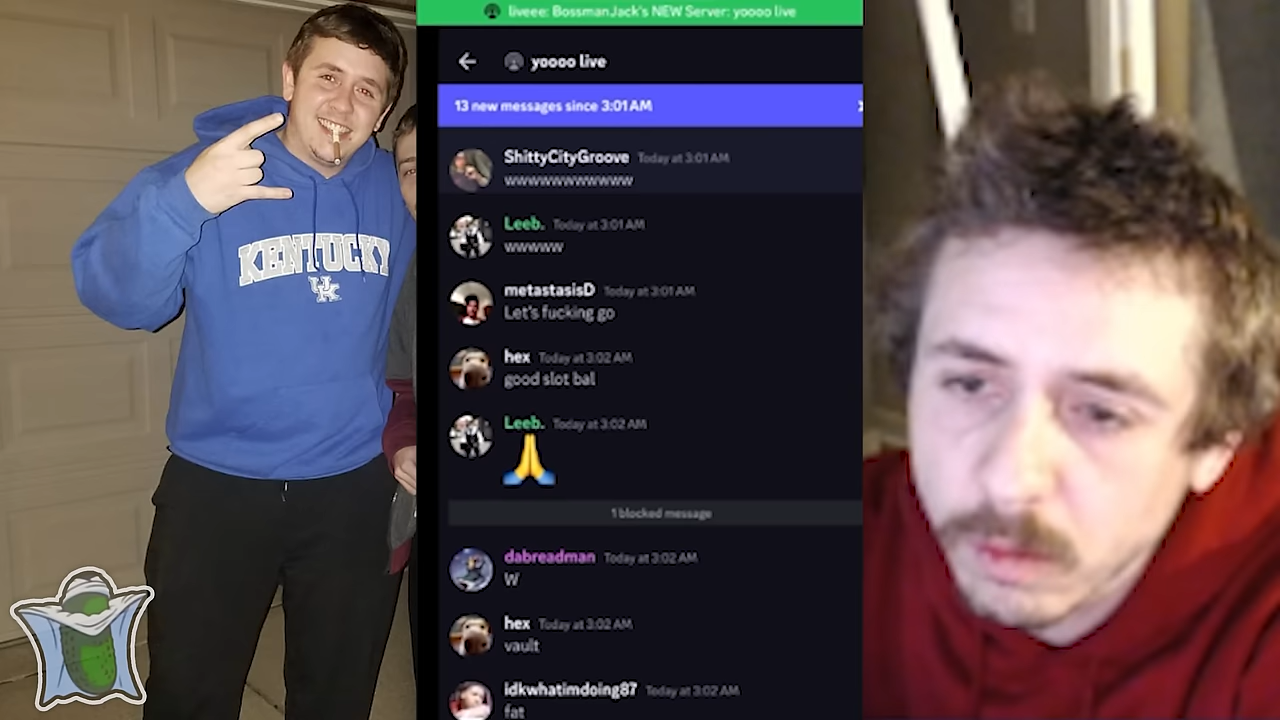 KENTUCKY
UK
liveee: BossmanJack's NEW Server: yoooo live
yoooo live
13 new messages since 3:01 AM
ShittyCityGroove Today at 3:01 AM
wwwwwwwwwwww
Leeb. Today at 3:01 AM
wwwwww
metastasisD Today at 3:01 AM
Let's fucking go
hex Today at 3:02 AM
good slot bal
Leeb. Today at 3:02 AM
🙏
1 blocked message
dabreadman Today at 3:02 AM
W
hex Today at 3:02 AM
vault
idkwhatimdoing87 Today at 3:02 AM
fat